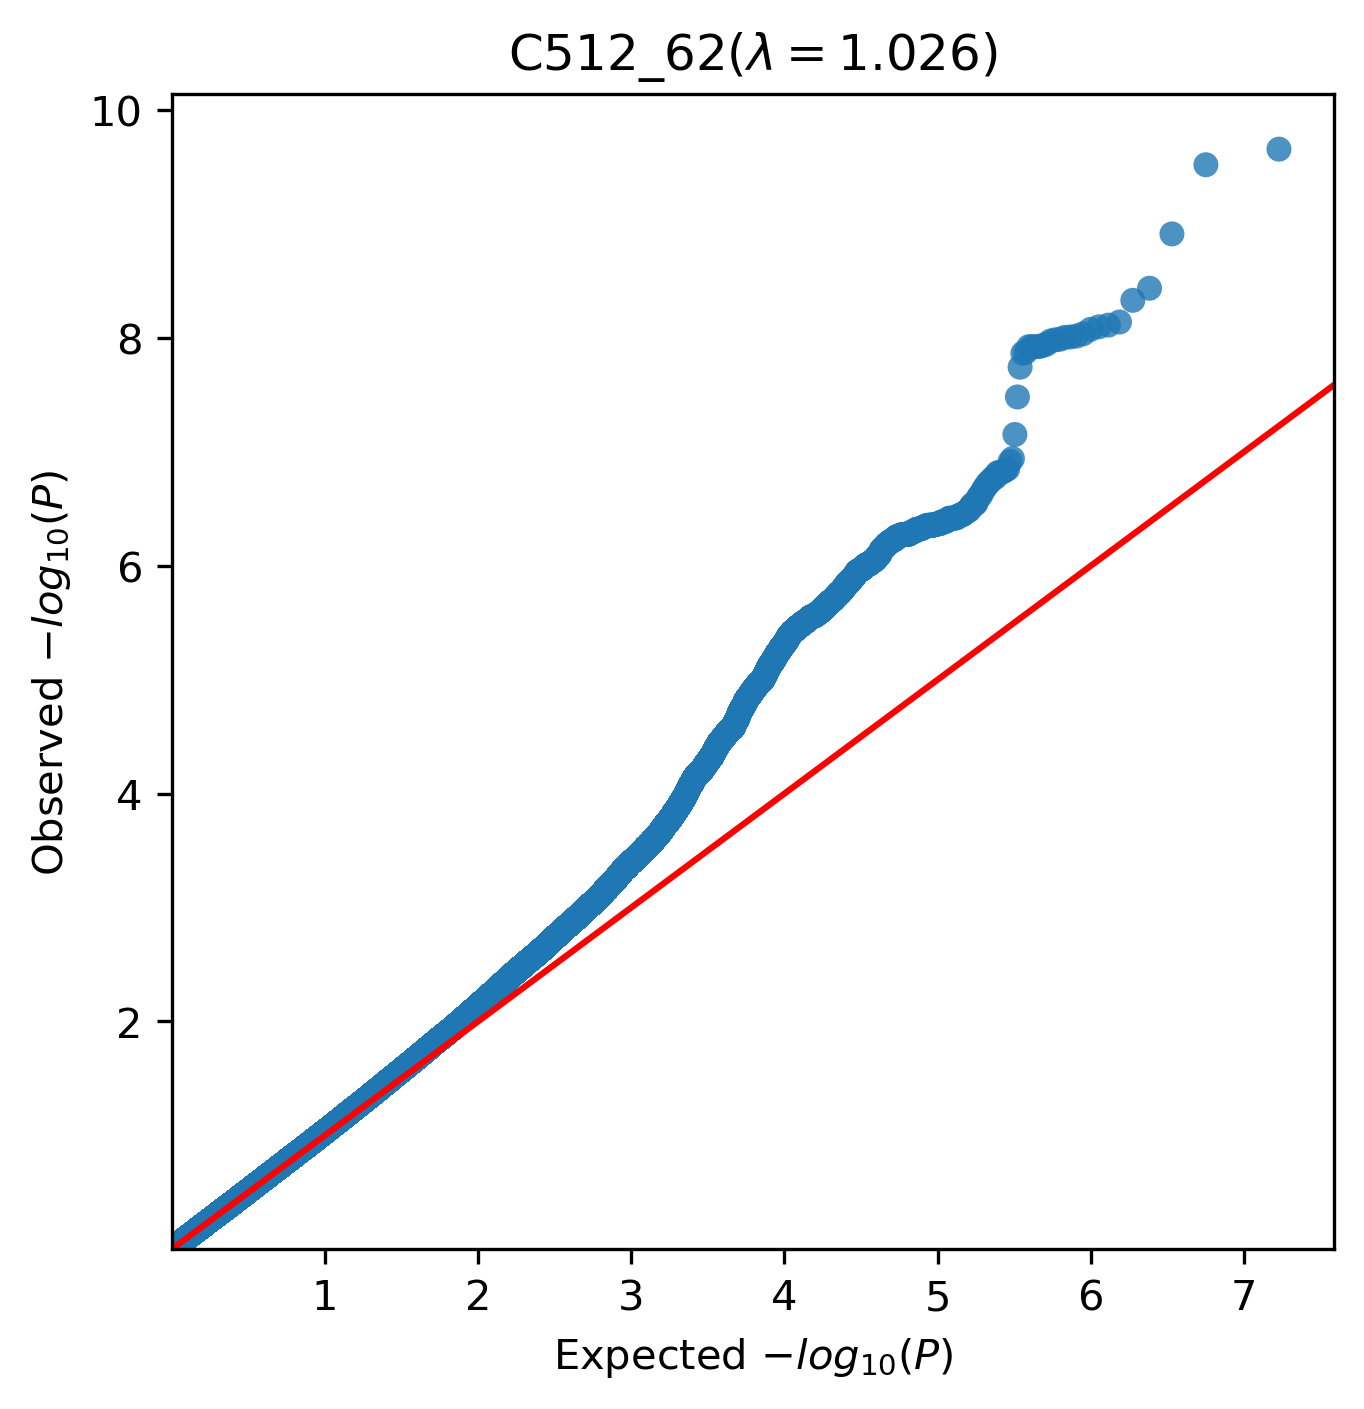 C512_62(λ = 1.026)
10
8
6
4
2
Observed −log₁₀(P)
1 2 3 4 5 6 7
Expected −log₁₀(P)